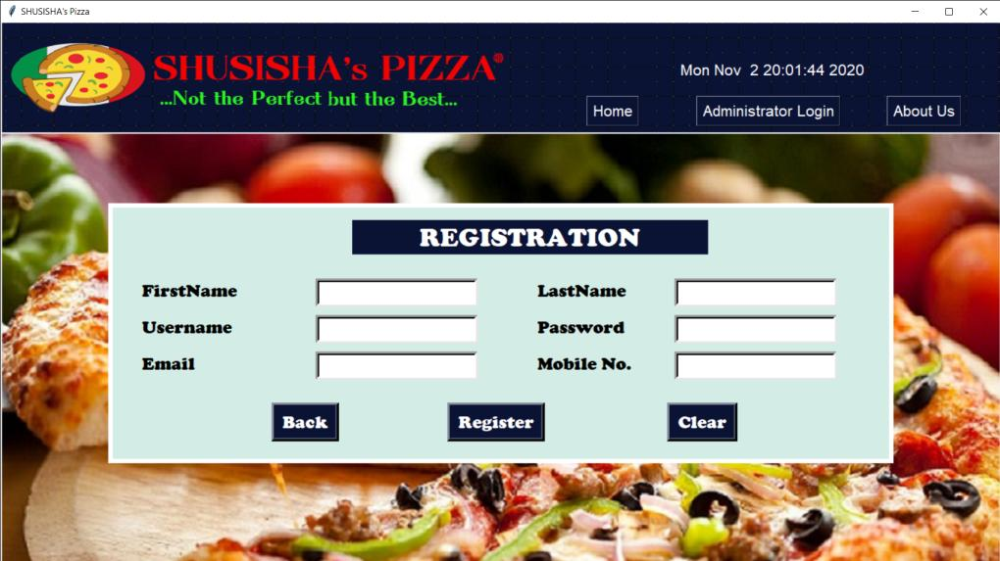 SHUSISHA's Pizza
SHUSISHA's PIZZA®
...Not the Perfect but the Best...
Mon Nov  2 20:01:44 2020
Home Administrator Login About Us
REGISTRATION
FirstName LastName
Username Password
Email Mobile No.
Back Register Clear